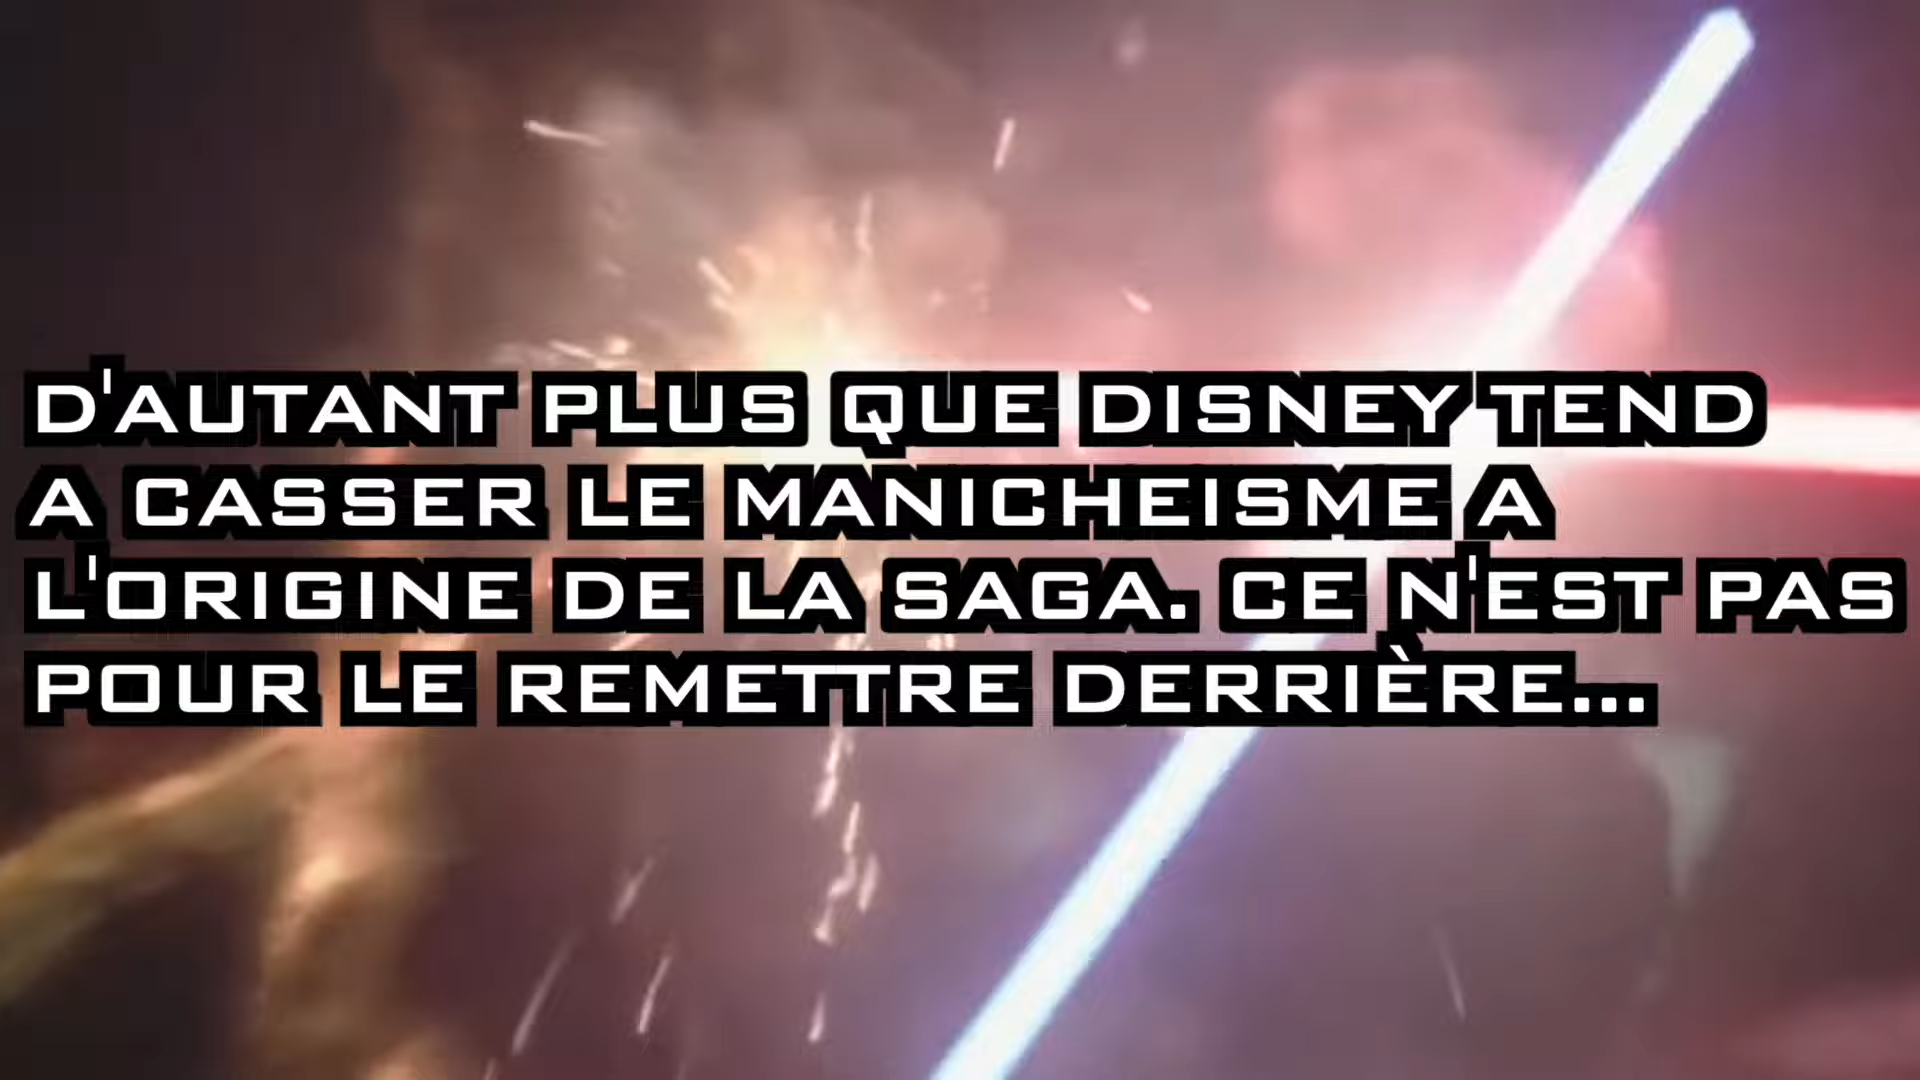 D'AUTANT PLUS QUE DISNEY TEND
A CASSER LE MANICHEISME A
L'ORIGINE DE LA SAGA. CE N'EST PAS
POUR LE REMETTRE DERRIÈRE...